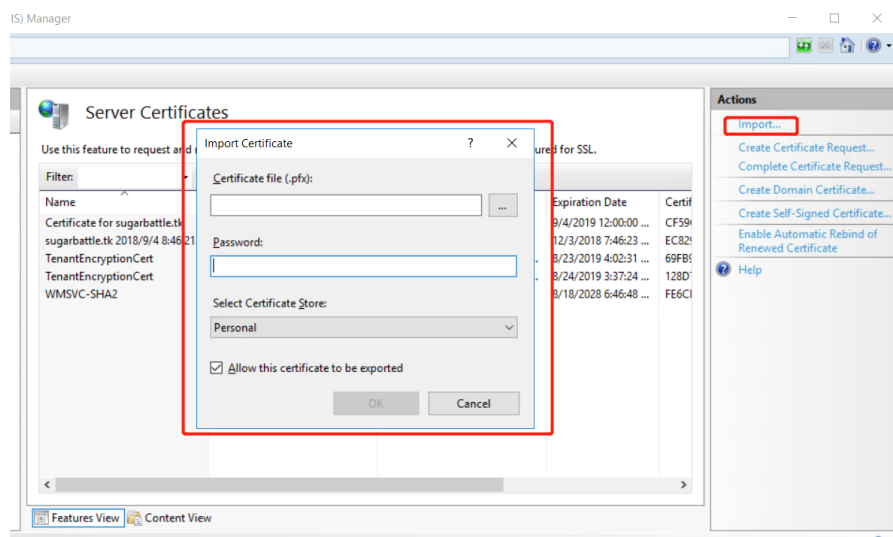 IS) Manager
Server Certificates
Use this feature to request and
ured for SSL.
Filter:
Name
Expiration Date
Certif
Certificate for sugarbattle.tk
9/4/2019 12:00:00 ...
CF59
sugarbattle.tk 2018/9/4 8:46:21
12/3/2018 7:46:23 ...
EC82
TenantEncryptionCert
8/23/2019 4:02:31 ...
69FB
TenantEncryptionCert
8/24/2019 3:37:24 ...
128D
WMSVC-SHA2
8/18/2028 6:46:48 ...
FE6C
Import Certificate
?
Certificate file (.pfx):
...
Password:
Select Certificate Store:
Personal
Allow this certificate to be exported
OK
Cancel
Features View
Content View
Actions
Import...
Create Certificate Request...
Complete Certificate Request...
Create Domain Certificate...
Create Self-Signed Certificate...
Enable Automatic Rebind of
Renewed Certificate
Help